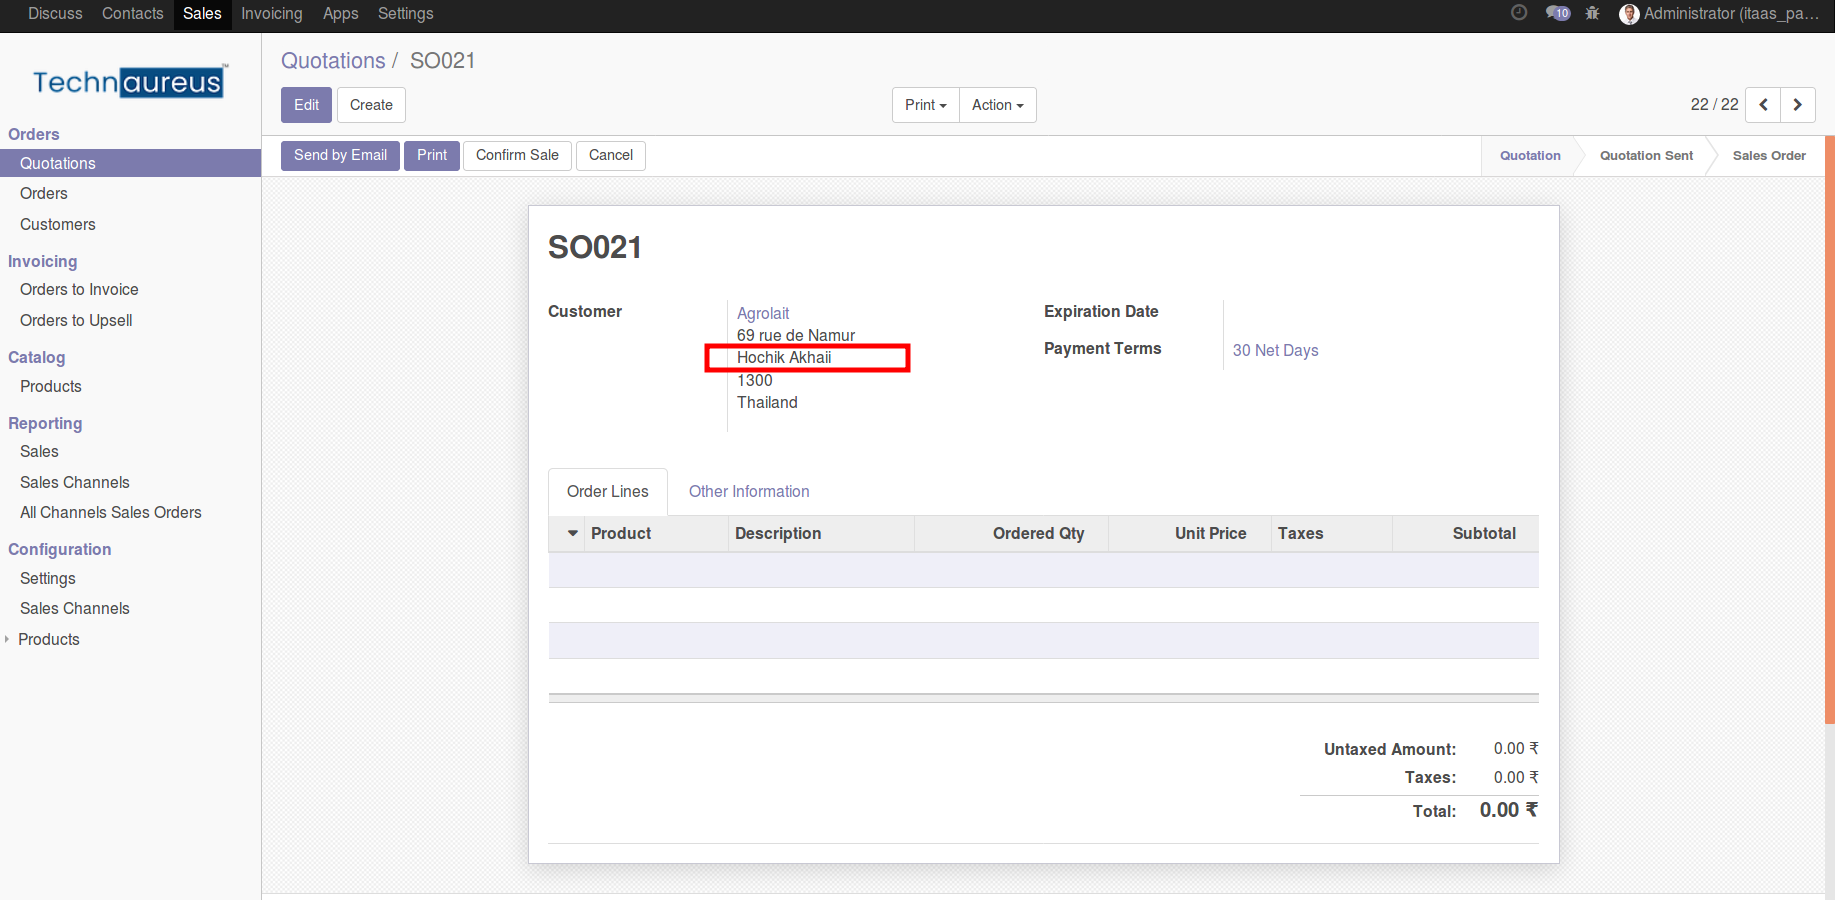 Discuss Contacts Sales Invoicing Apps Settings 10 Administrator (itaas_pa...
Technaureus™
Orders
Quotations
Orders
Customers
Invoicing
Orders to Invoice
Orders to Upsell
Catalog
Products
Reporting
Sales
Sales Channels
All Channels Sales Orders
Configuration
Settings
Sales Channels
Products
Quotations / SO021
Edit Create Print Action 22 / 22
Send by Email Print Confirm Sale Cancel Quotation Quotation Sent Sales Order
SO021
Customer
Agrolait
69 rue de Namur
Hochik Akhaii
1300
Thailand
Expiration Date
Payment Terms 30 Net Days
Order Lines Other Information
Product Description Ordered Qty Unit Price Taxes Subtotal
Untaxed Amount: 0.00 ₹
Taxes: 0.00 ₹
Total: 0.00 ₹